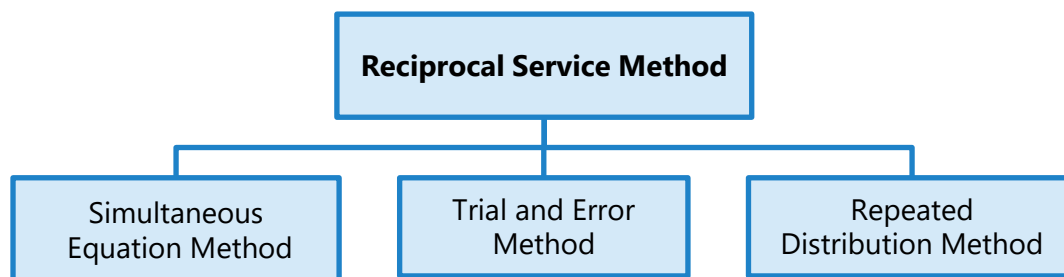 Reciprocal Service Method
Simultaneous
Equation Method
Trial and Error
Method
Repeated
Distribution Method